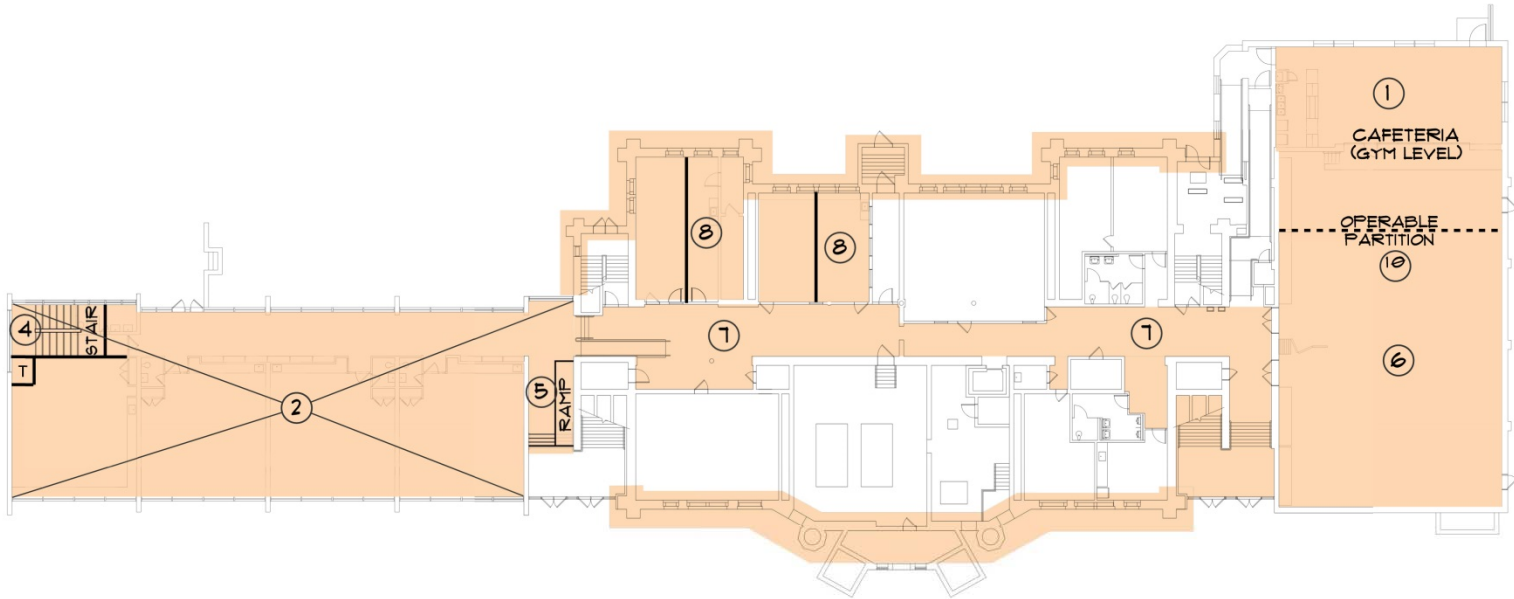 1
CAFETERIA
(GYM LEVEL)
8
8
OPERABLE
PARTITION
10
4
STAIR
7
7
6
T
5
RAMP
2